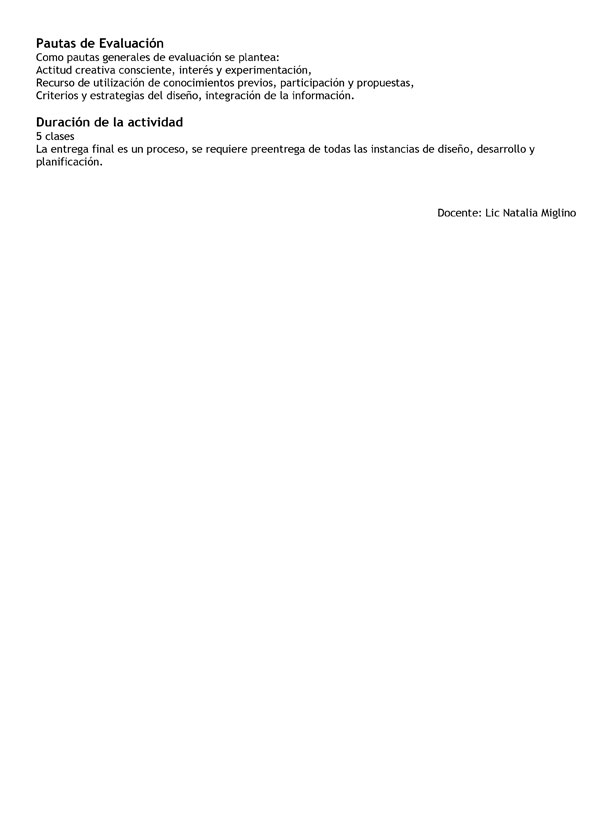 Pautas de Evaluación
Como pautas generales de evaluación se plantea:
Actitud creativa consciente, interés y experimentación,
Recurso de utilización de conocimientos previos, participación y propuestas,
Criterios y estrategias del diseño, integración de la información.
Duración de la actividad
5 clases
La entrega final es un proceso, se requiere preentrega de todas las instancias de diseño, desarrollo y
planificación.
Docente: Lic Natalia Miglino